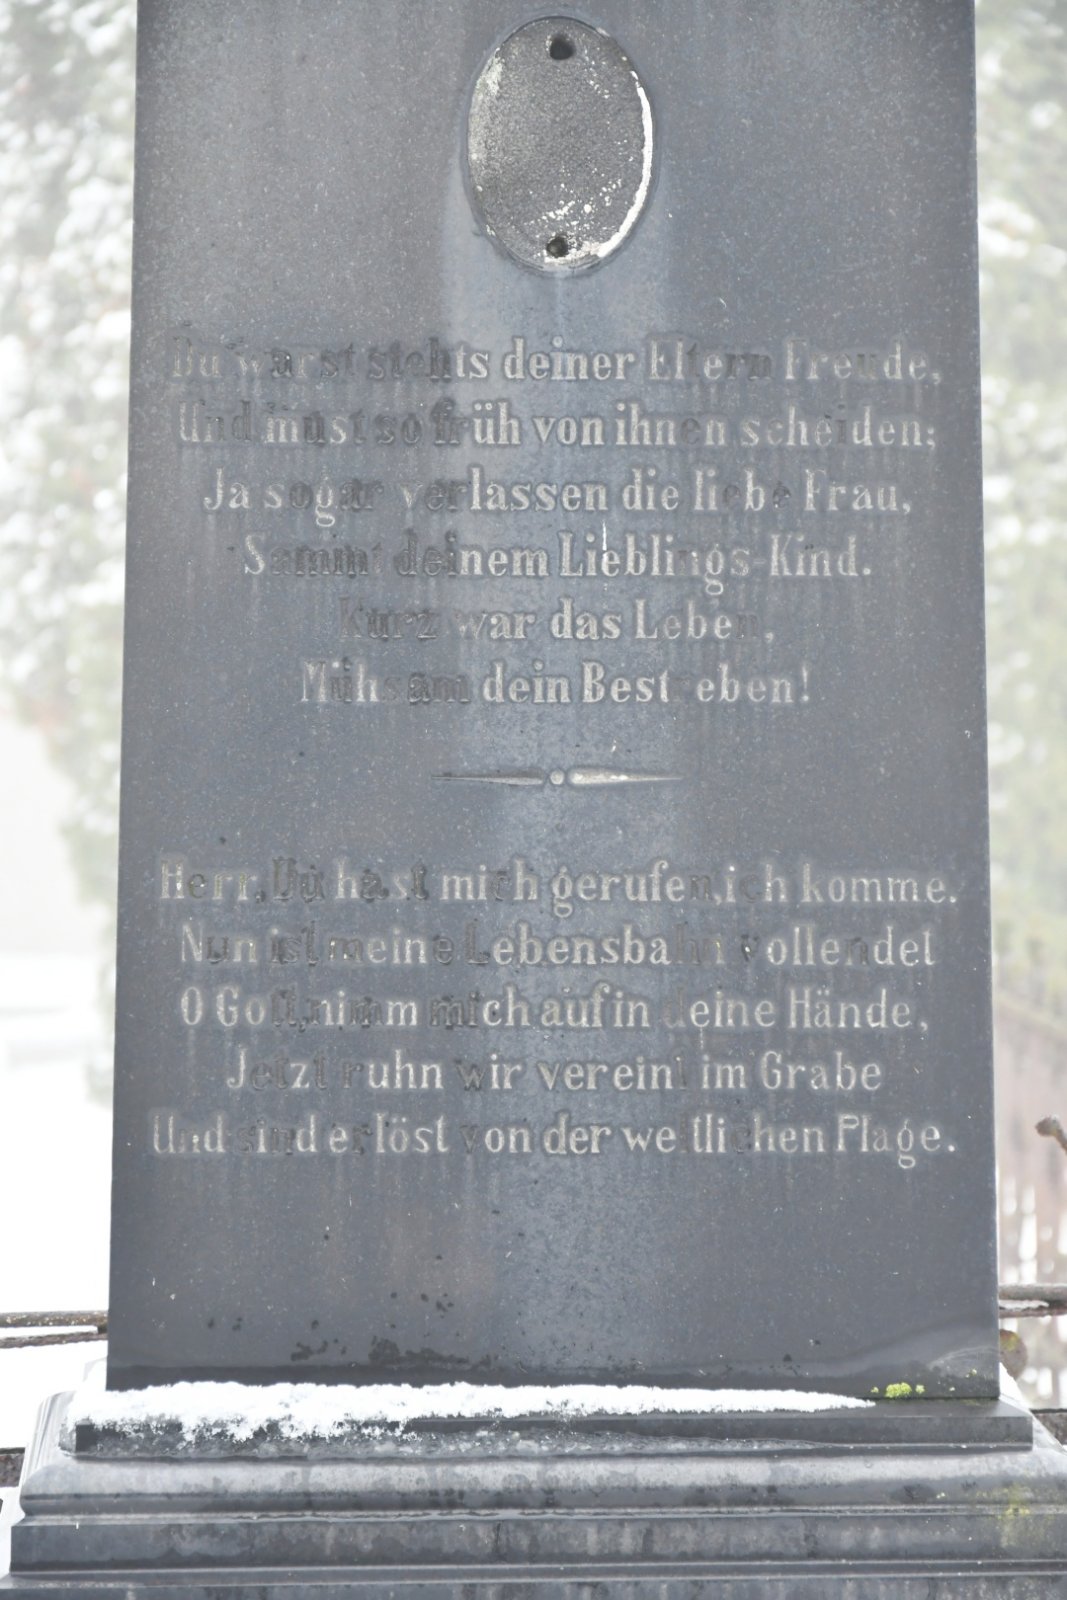 Du warst stehts deiner Eltern Freude,
Und must so früh von ihnen scheiden;
Ja sogar verlassen die liebe Frau,
Sammt deinem Lieblings-Kind.
Kurz war das Leben,
Mühsam dein Bestreben!
Herr, Du hast mich gerufen, ich komme.
Nun ist meine Lebensbahn vollendet
O Gott, nimm mich auf in deine Hände,
Jetzt ruhn wir vereint im Grabe
Und sind erlöst von der weltlichen Plage.